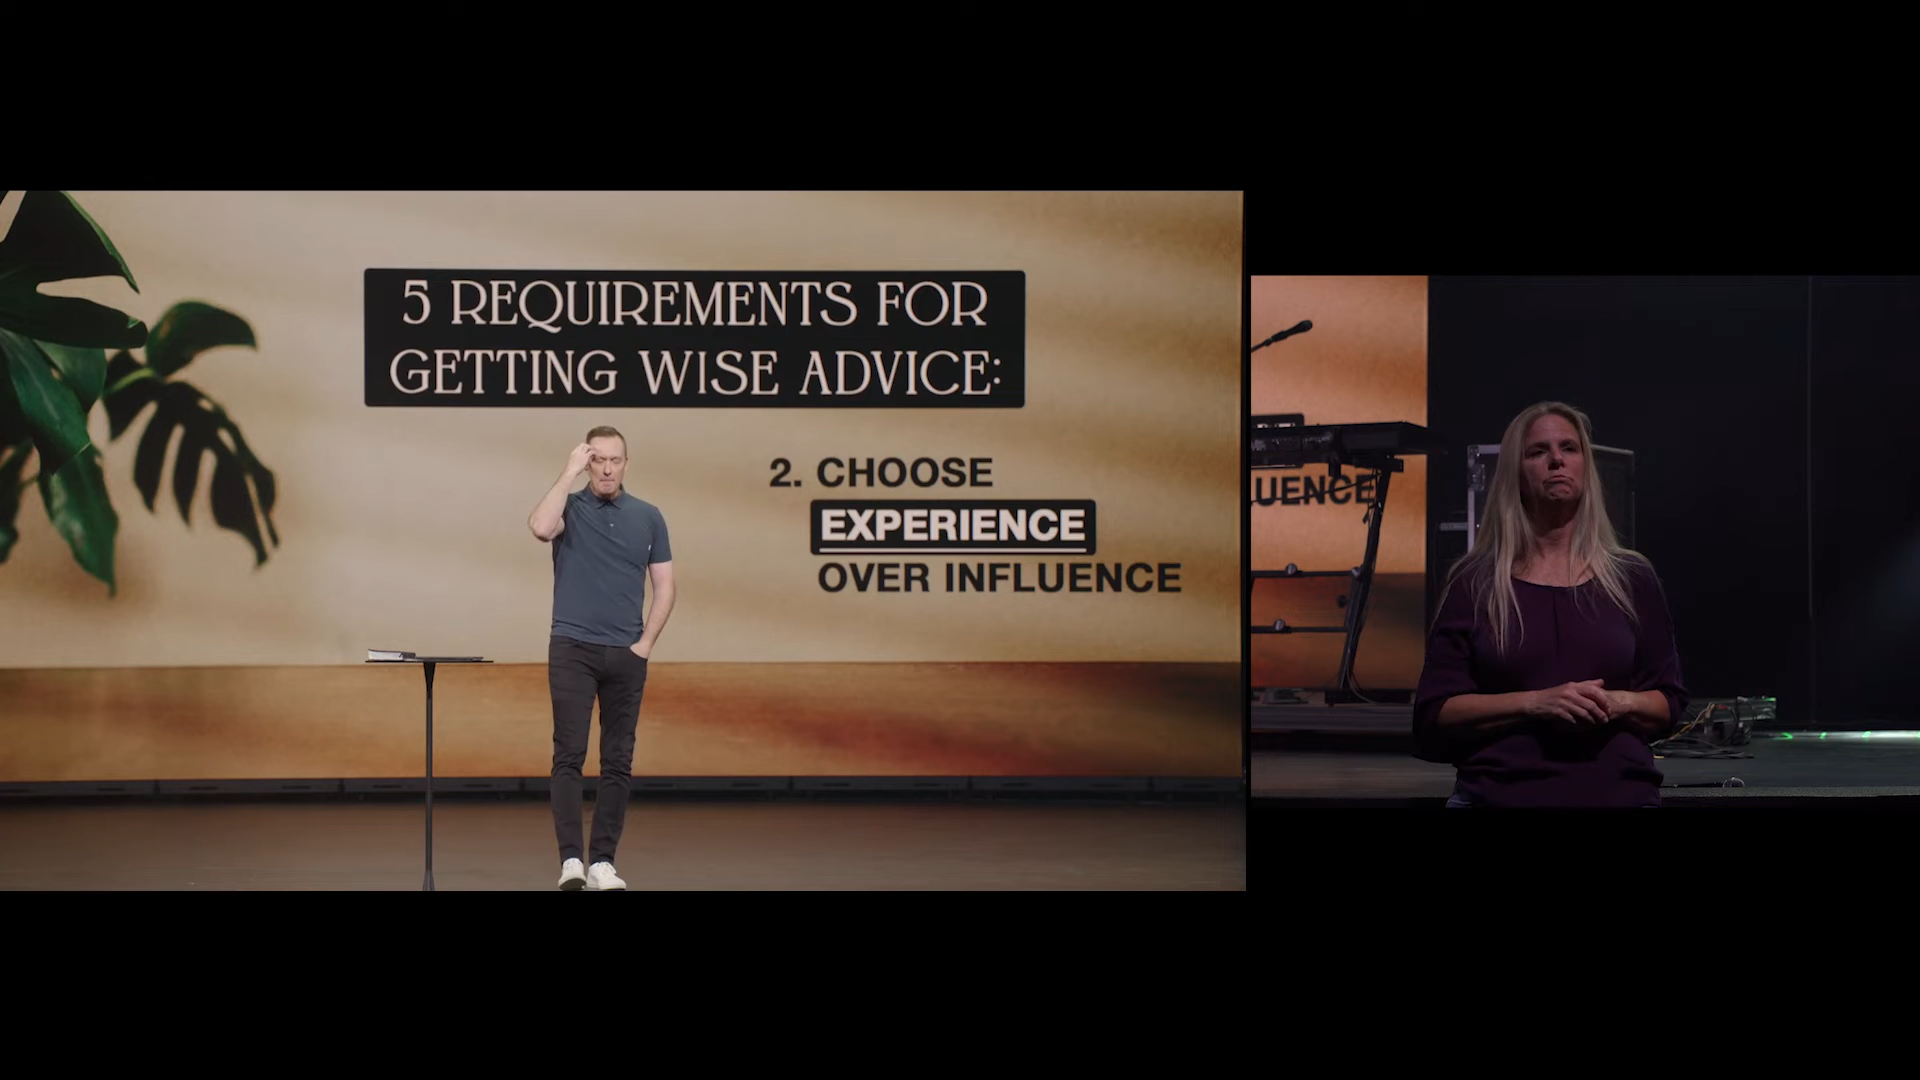 5 REQUIREMENTS FOR
GETTING WISE ADVICE:
2. CHOOSE
EXPERIENCE
OVER INFLUENCE
UENCE